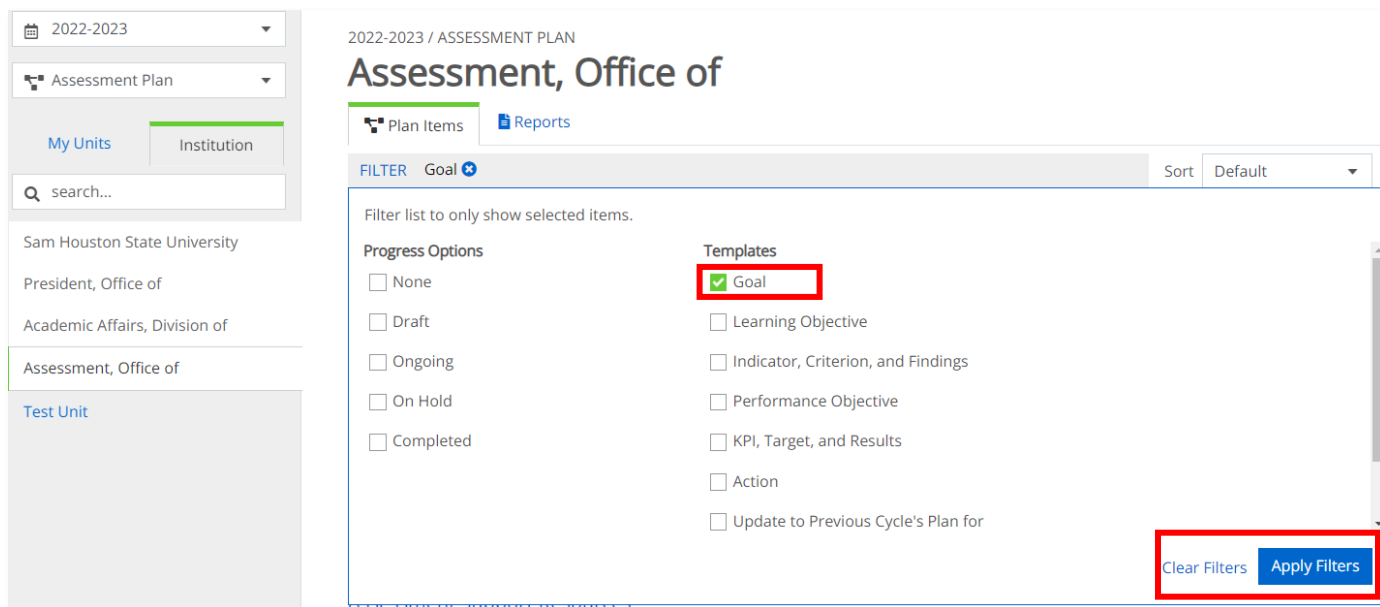 2022-2023
Assessment Plan
My Units
Institution
search...
Sam Houston State University
President, Office of
Academic Affairs, Division of
Assessment, Office of
Test Unit
2022-2023 / ASSESSMENT PLAN
Assessment, Office of
Plan Items
Reports
FILTER Goal
Sort Default
Filter list to only show selected items.
Progress Options
None
Draft
Ongoing
On Hold
Completed
Templates
Goal
Learning Objective
Indicator, Criterion, and Findings
Performance Objective
KPI, Target, and Results
Action
Update to Previous Cycle's Plan for
Clear Filters Apply Filters